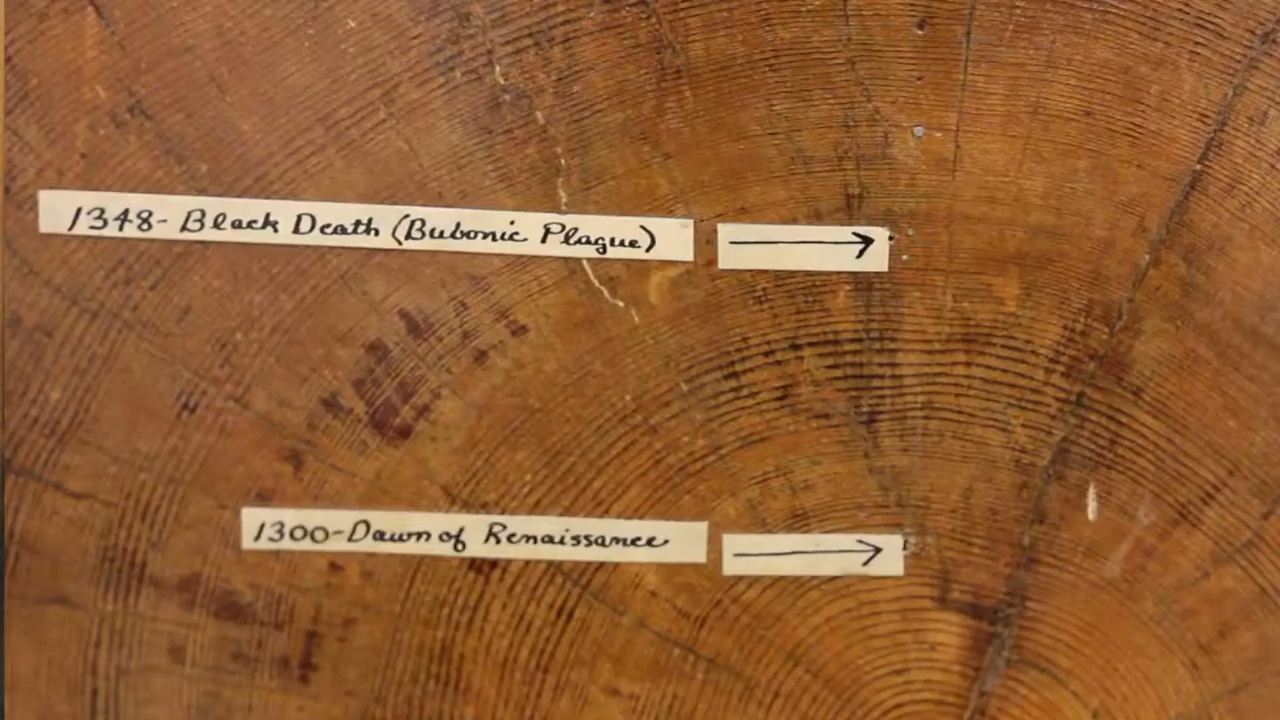 1348- Black Death (Bubonic Plague)
1300-Dawn of Renaissance